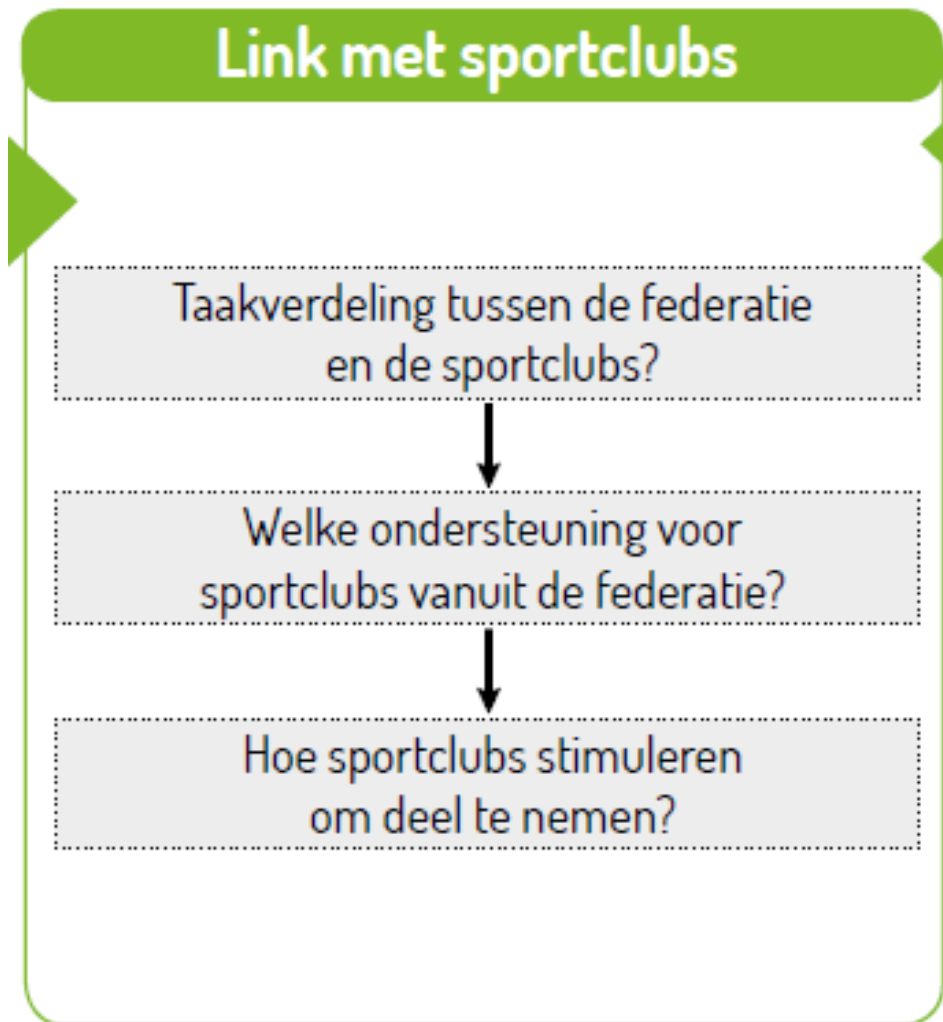 Link met sportclubs
Taakverdeling tussen de federatie
en de sportclubs?
Welke ondersteuning voor
sportclubs vanuit de federatie?
Hoe sportclubs stimuleren
om deel te nemen?